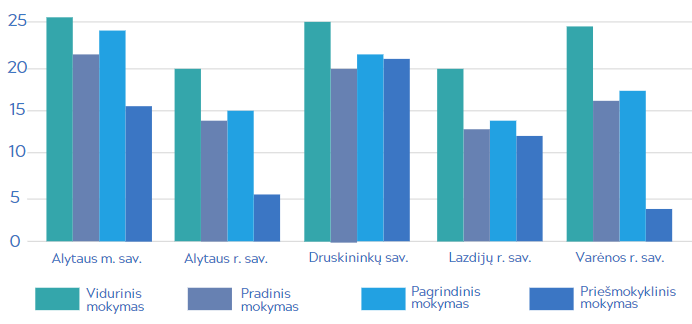 25
20
15
10
5
0
Alytaus m. sav.
Alytaus r. sav.
Druskininkų sav.
Lazdijų r. sav.
Varėnos r. sav.
Vidurinis
mokymas
Pradinis
mokymas
Pagrindinis
mokymas
Priešmokyklinis
mokymas